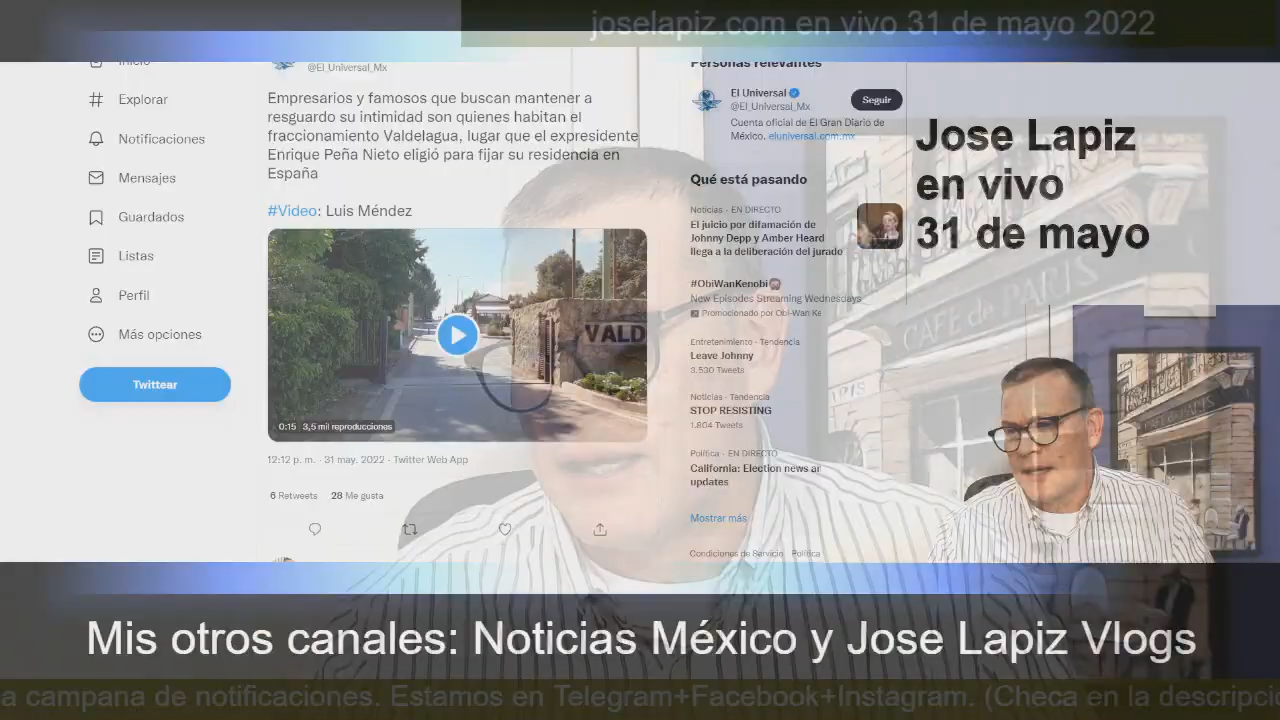 joselapiz.com en vivo 31 de mayo 2022
Inicio
Explorar
Notificaciones
Mensajes
Guardados
Listas
Perfil
Más opciones
Twittear
@El_Universal_Mx
Empresarios y famosos que buscan mantener a
resguardo su intimidad son quienes habitan el
fraccionamiento Valdelagua, lugar que el expresidente
Enrique Peña Nieto eligió para fijar su residencia en
España
#Video: Luis Méndez
VALD
0:15 3,5 mil reproducciones
12:12 p. m. · 31 may. 2022 · Twitter Web App
6 Retweets 28 Me gusta
Personas relevantes
El Universal
@El_Universal_Mx
Seguir
Cuenta oficial de El Gran Diario de
México. eluniversal.com.mx
Qué está pasando
Noticias · EN DIRECTO
El juicio por difamación de
Johnny Depp y Amber Heard
llega a la deliberación del jurado
#ObiWanKenobi
New Episodes Streaming Wednesdays
Promocionado por Obi-Wan Ke
Entretenimiento · Tendencia
Leave Johnny
3.530 Tweets
Noticias · Tendencia
STOP RESISTING
1.804 Tweets
Política · EN DIRECTO
California: Election news an
updates
Mostrar más
Condiciones de Servicio Política
Jose Lapiz
en vivo
31 de mayo
CAFE de PARIS
Mis otros canales: Noticias México y Jose Lapiz Vlogs
a campana de notificaciones. Estamos en Telegram+Facebook+Instagram. (Checa en la descripci